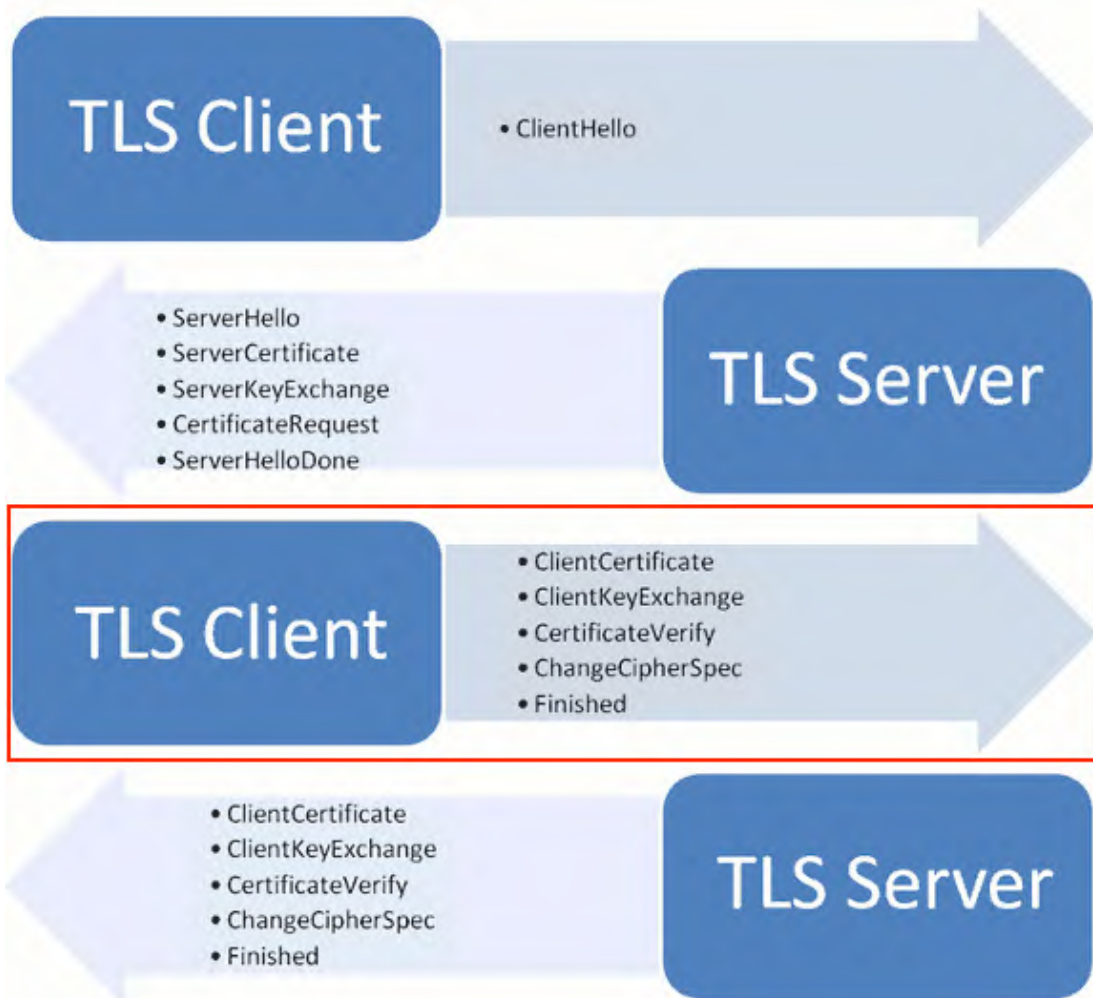 TLS Client
• ClientHello
• ServerHello
• ServerCertificate
• ServerKeyExchange
• CertificateRequest
• ServerHelloDone
TLS Server
TLS Client
• ClientCertificate
• ClientKeyExchange
• CertificateVerify
• ChangeCipherSpec
• Finished
• ClientCertificate
• ClientKeyExchange
• CertificateVerify
• ChangeCipherSpec
• Finished
TLS Server